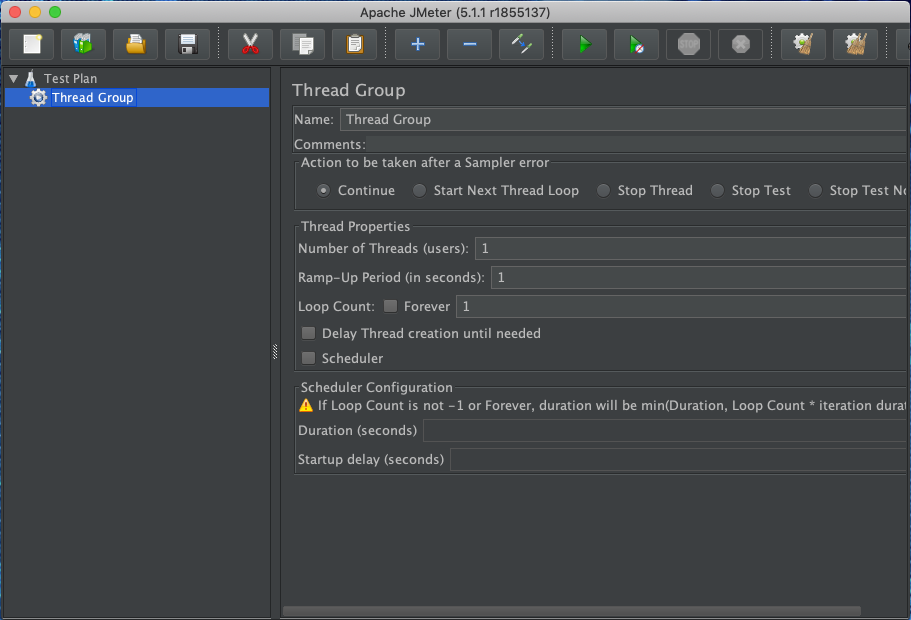 Apache JMeter (5.1.1 r1855137)
STOP
Test Plan
Thread Group
Thread Group
Name: Thread Group
Comments:
Action to be taken after a Sampler error
Continue Start Next Thread Loop Stop Thread Stop Test Stop Test No
Thread Properties
Number of Threads (users): 1
Ramp-Up Period (in seconds): 1
Loop Count: Forever 1
Delay Thread creation until needed
Scheduler
Scheduler Configuration
If Loop Count is not -1 or Forever, duration will be min(Duration, Loop Count * iteration dura
Duration (seconds)
Startup delay (seconds)